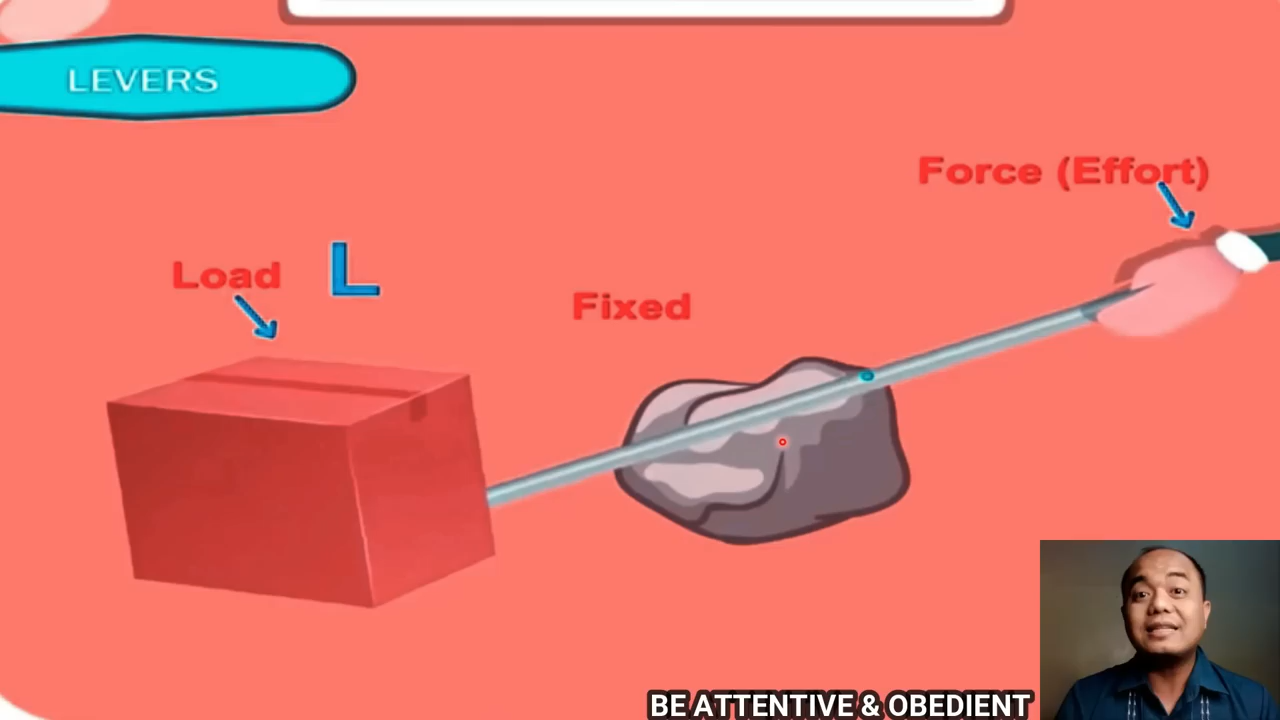 LEVERS
Force (Effort)
Load L
Fixed
BE ATTENTIVE & OBEDIENT